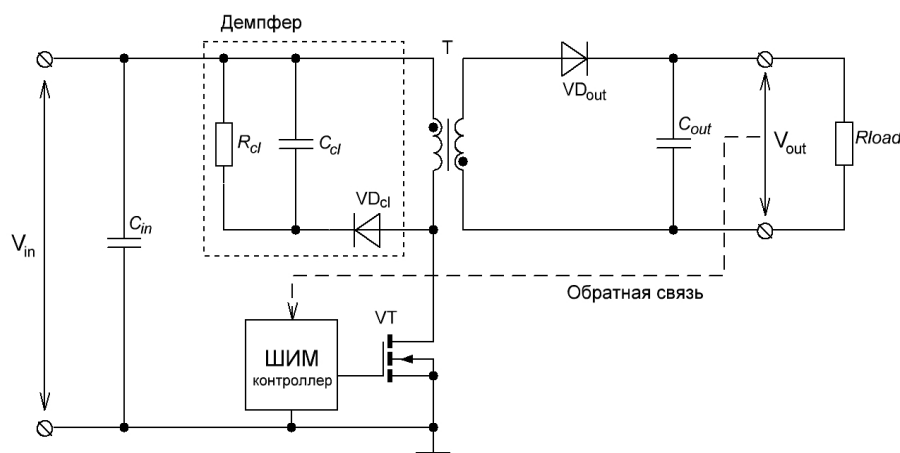 Демпфер
T
VDout
Rcl
Ccl
Cout
Vout
Rload
VDcl
Cin
Vin
Обратная связь
VT
ШИМ
контроллер